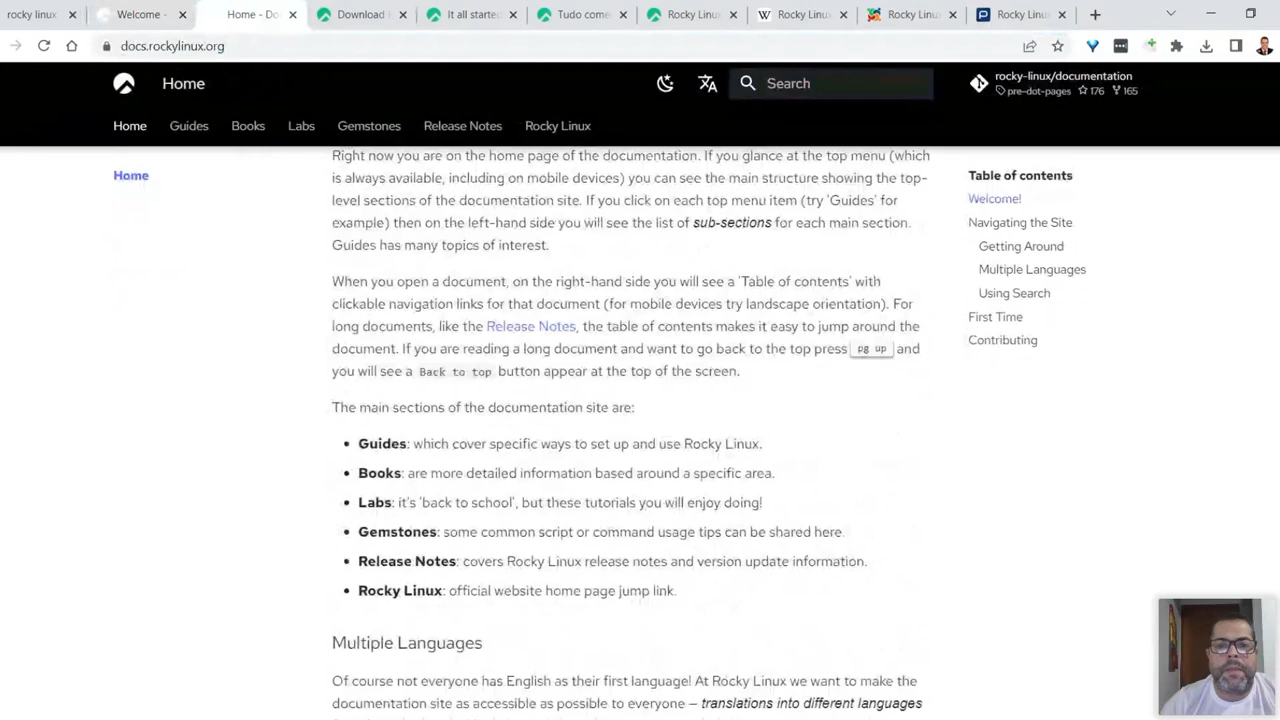 rocky linux
Welcome -
Home - Do
Download
It all starte
Tudo come
Rocky Linu
Rocky Linu
Rocky Linu
Rocky Linu
docs.rockylinux.org
Home
Search
rocky-linux/documentation
pre-dot-pages 176 165
Home Guides Books Labs Gemstones Release Notes Rocky Linux
Home
Right now you are on the home page of the documentation. If you glance at the top menu (which
is always available, including on mobile devices) you can see the main structure showing the top-
level sections of the documentation site. If you click on each top menu item (try 'Guides' for
example) then on the left-hand side you will see the list of sub-sections for each main section.
Guides has many topics of interest.
When you open a document, on the right-hand side you will see a 'Table of contents' with
clickable navigation links for that document (for mobile devices try landscape orientation). For
long documents, like the Release Notes, the table of contents makes it easy to jump around the
document. If you are reading a long document and want to go back to the top press pg up and
you will see a Back to top button appear at the top of the screen.
The main sections of the documentation site are:
• Guides: which cover specific ways to set up and use Rocky Linux.
• Books: are more detailed information based around a specific area.
• Labs: it's 'back to school', but these tutorials you will enjoy doing!
• Gemstones: some common script or command usage tips can be shared here.
• Release Notes: covers Rocky Linux release notes and version update information.
• Rocky Linux: official website home page jump link.
Multiple Languages
Of course not everyone has English as their first language! At Rocky Linux we want to make the
documentation site as accessible as possible to everyone – translations into different languages
Table of contents
Welcome!
Navigating the Site
Getting Around
Multiple Languages
Using Search
First Time
Contributing